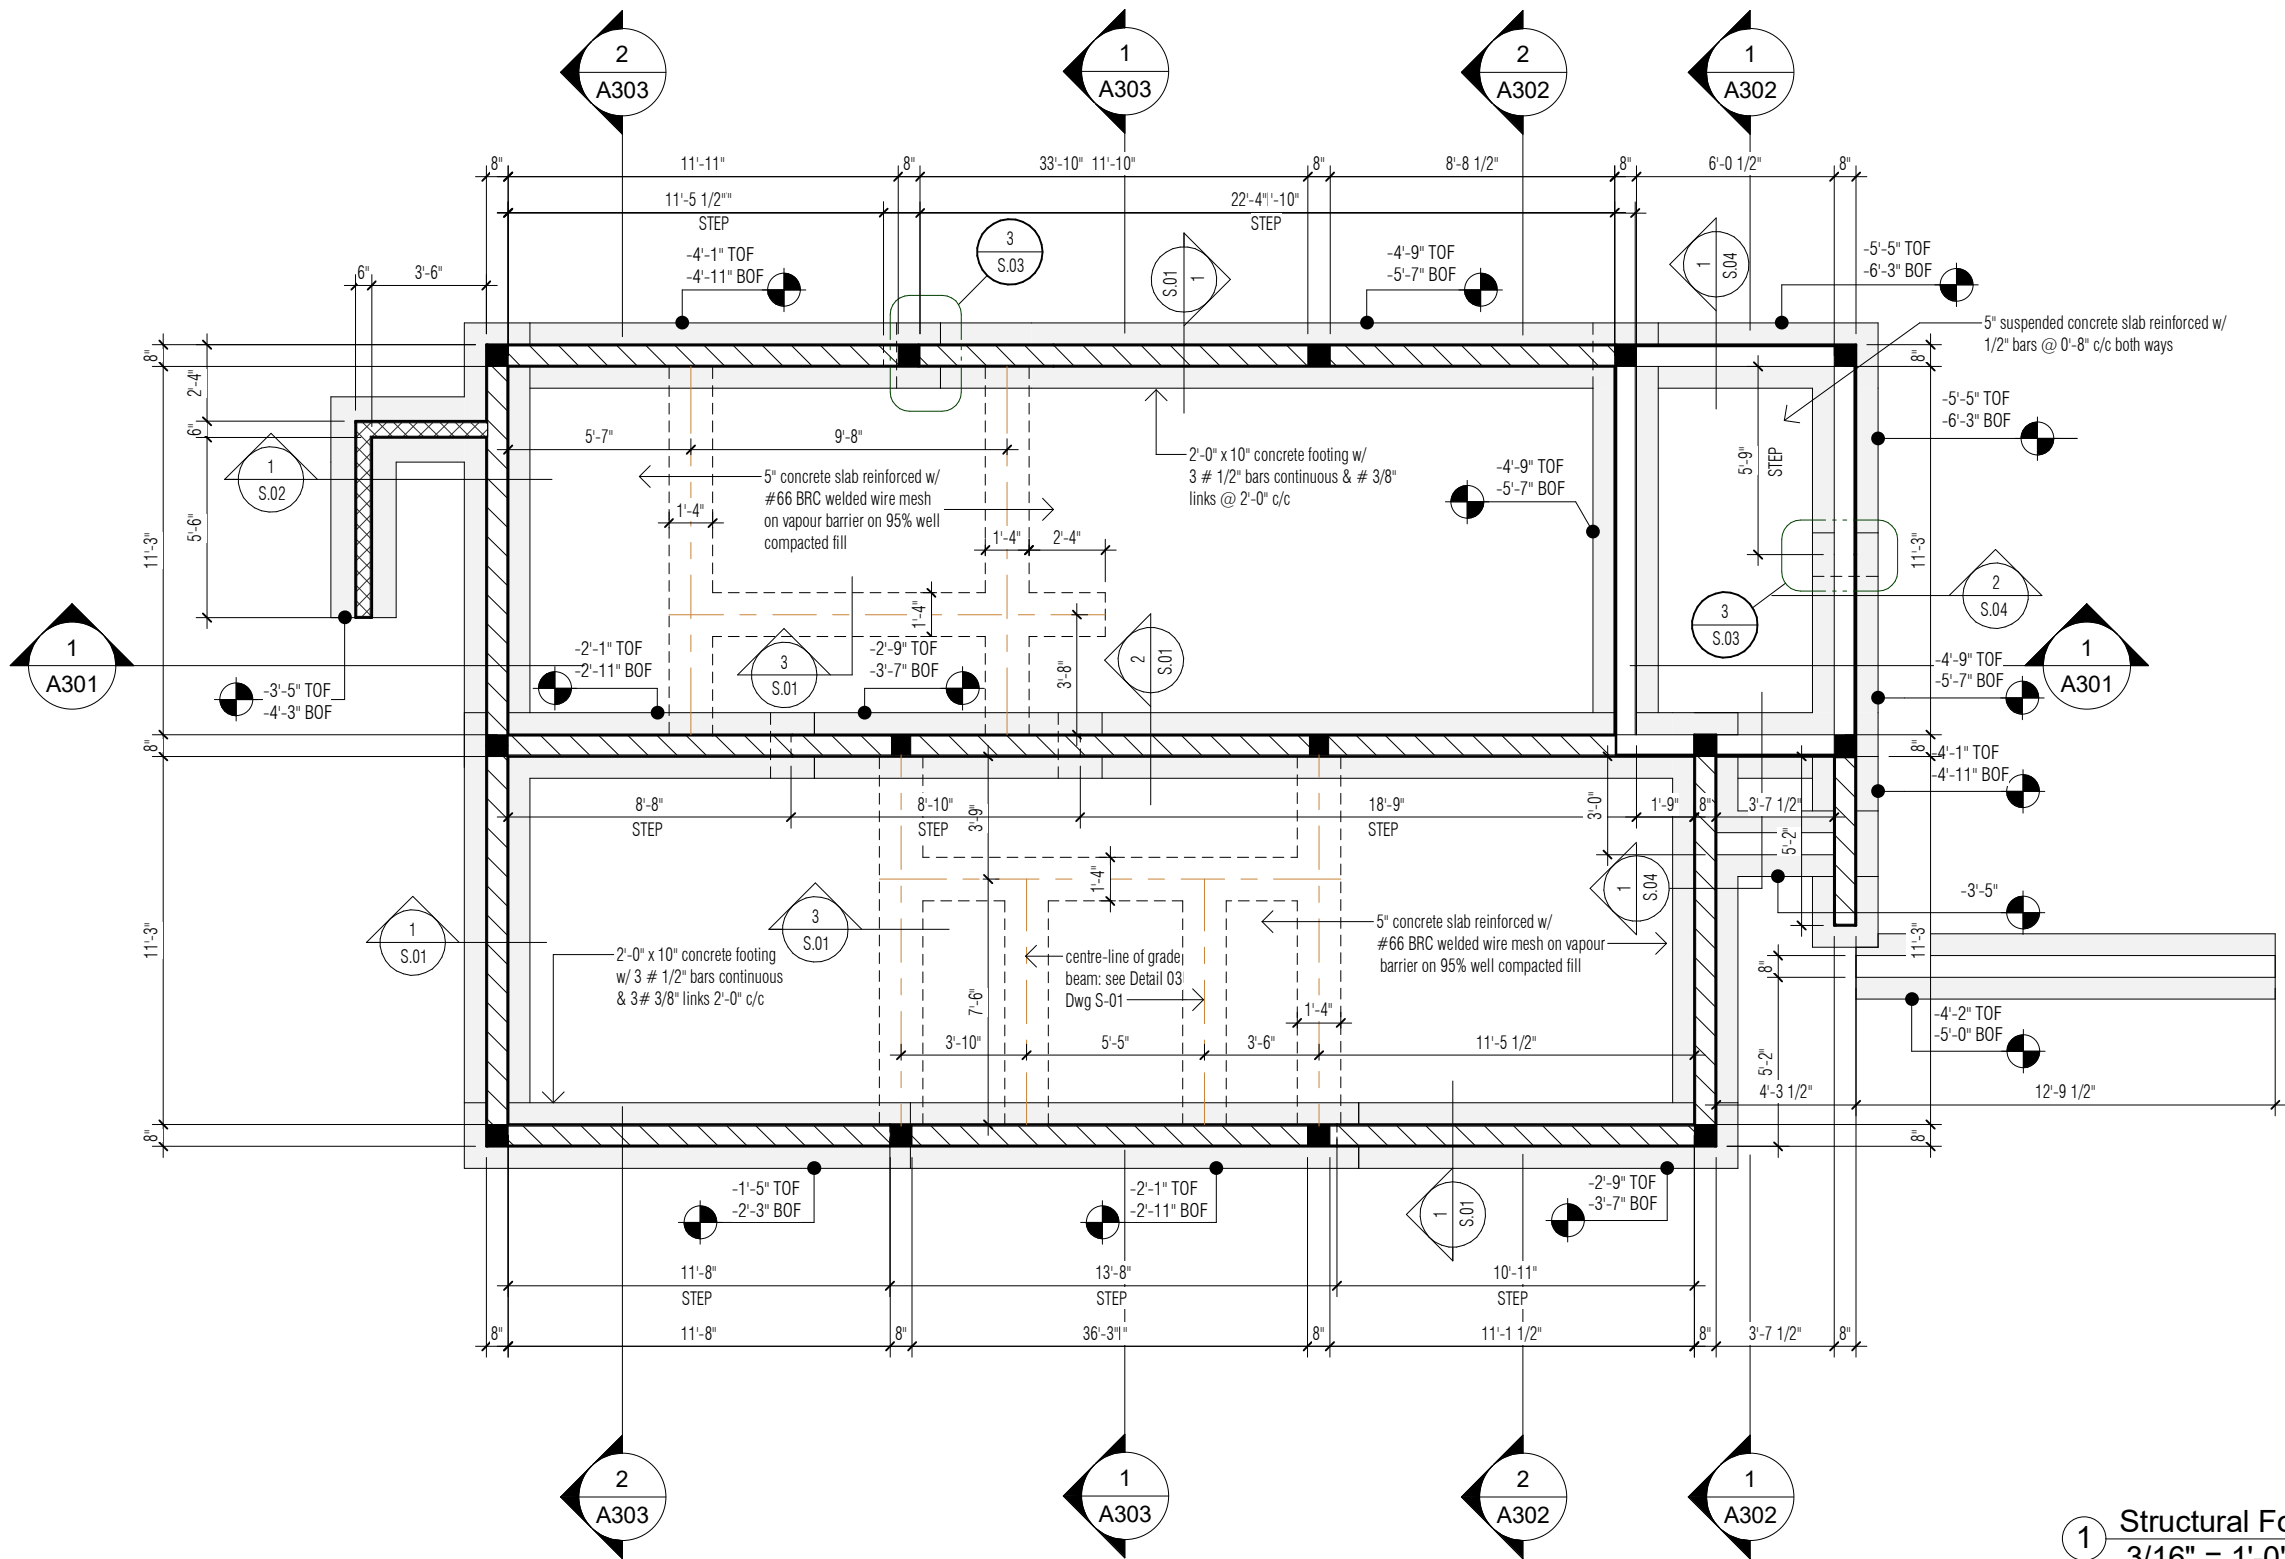 2
A303
1
A303
2
A302
1
A302
8"
11'-11"
8"
33'-10" 11'-10"
8"
8'-8 1/2"
8"
6'-0 1/2"
8"
11'-5 1/2"
STEP
22'-4"
STEP
6"
3'-6"
-4'-1" TOF
-4'-11" BOF
3
S.03
S.01
1
-4'-9" TOF
-5'-7" BOF
1
S.04
-5'-5" TOF
-6'-3" BOF
5" suspended concrete slab reinforced w/
1/2" bars @ 0'-8" c/c both ways
8"
2'-4"
6"
5'-6"
11'-3"
8"
11'-3"
8"
1
S.02
5'-7"
9'-8"
5" concrete slab reinforced w/
#66 BRC welded wire mesh
on vapour barrier on 95% well
compacted fill
1'-4"
1'-4"
2'-4"
1'-4"
3'-8"
2'-0" x 10" concrete footing w/
3 # 1/2" bars continuous & # 3/8"
links @ 2'-0" c/c
-4'-9" TOF
-5'-7" BOF
5'-9"
STEP
8"
-5'-5" TOF
-6'-3" BOF
11'-3"
2
S.04
3
S.03
1
A301
-3'-5" TOF
-4'-3" BOF
-2'-1" TOF
-2'-11" BOF
3
S.01
-2'-9" TOF
-3'-7" BOF
2
S.01
-4'-9" TOF
-5'-7" BOF
1
A301
8"
-4'-1" TOF
-4'-11" BOF
8'-8"
STEP
8'-10"
STEP
3'-9"
18'-9"
STEP
3'-0"
1'-9"
8"
3'-7 1/2"
5'-2"
1'-4"
1
S.04
-3'-5"
1
S.01
3
S.01
2'-0" x 10" concrete footing
w/ 3 # 1/2" bars continuous
& 3# 3/8" links 2'-0" c/c
centre-line of grade
beam: see Detail 03
Dwg S-01
5" concrete slab reinforced w/
#66 BRC welded wire mesh on vapour
barrier on 95% well compacted fill
7'-6"
1'-4"
3'-10"
5'-5"
3'-6"
11'-5 1/2"
8"
11'-3"
-4'-2" TOF
-5'-0" BOF
5'-2"
4'-3 1/2"
12'-9 1/2"
8"
-1'-5" TOF
-2'-3" BOF
-2'-1" TOF
-2'-11" BOF
1
S.01
-2'-9" TOF
-3'-7" BOF
11'-8"
STEP
13'-8"
STEP
10'-11"
STEP
8"
11'-8"
8"
36'-3"
8"
11'-1 1/2"
8"
3'-7 1/2"
8"
2
A303
1
A303
2
A302
1
A302
1
Structural Fo
3/16" = 1'-0"